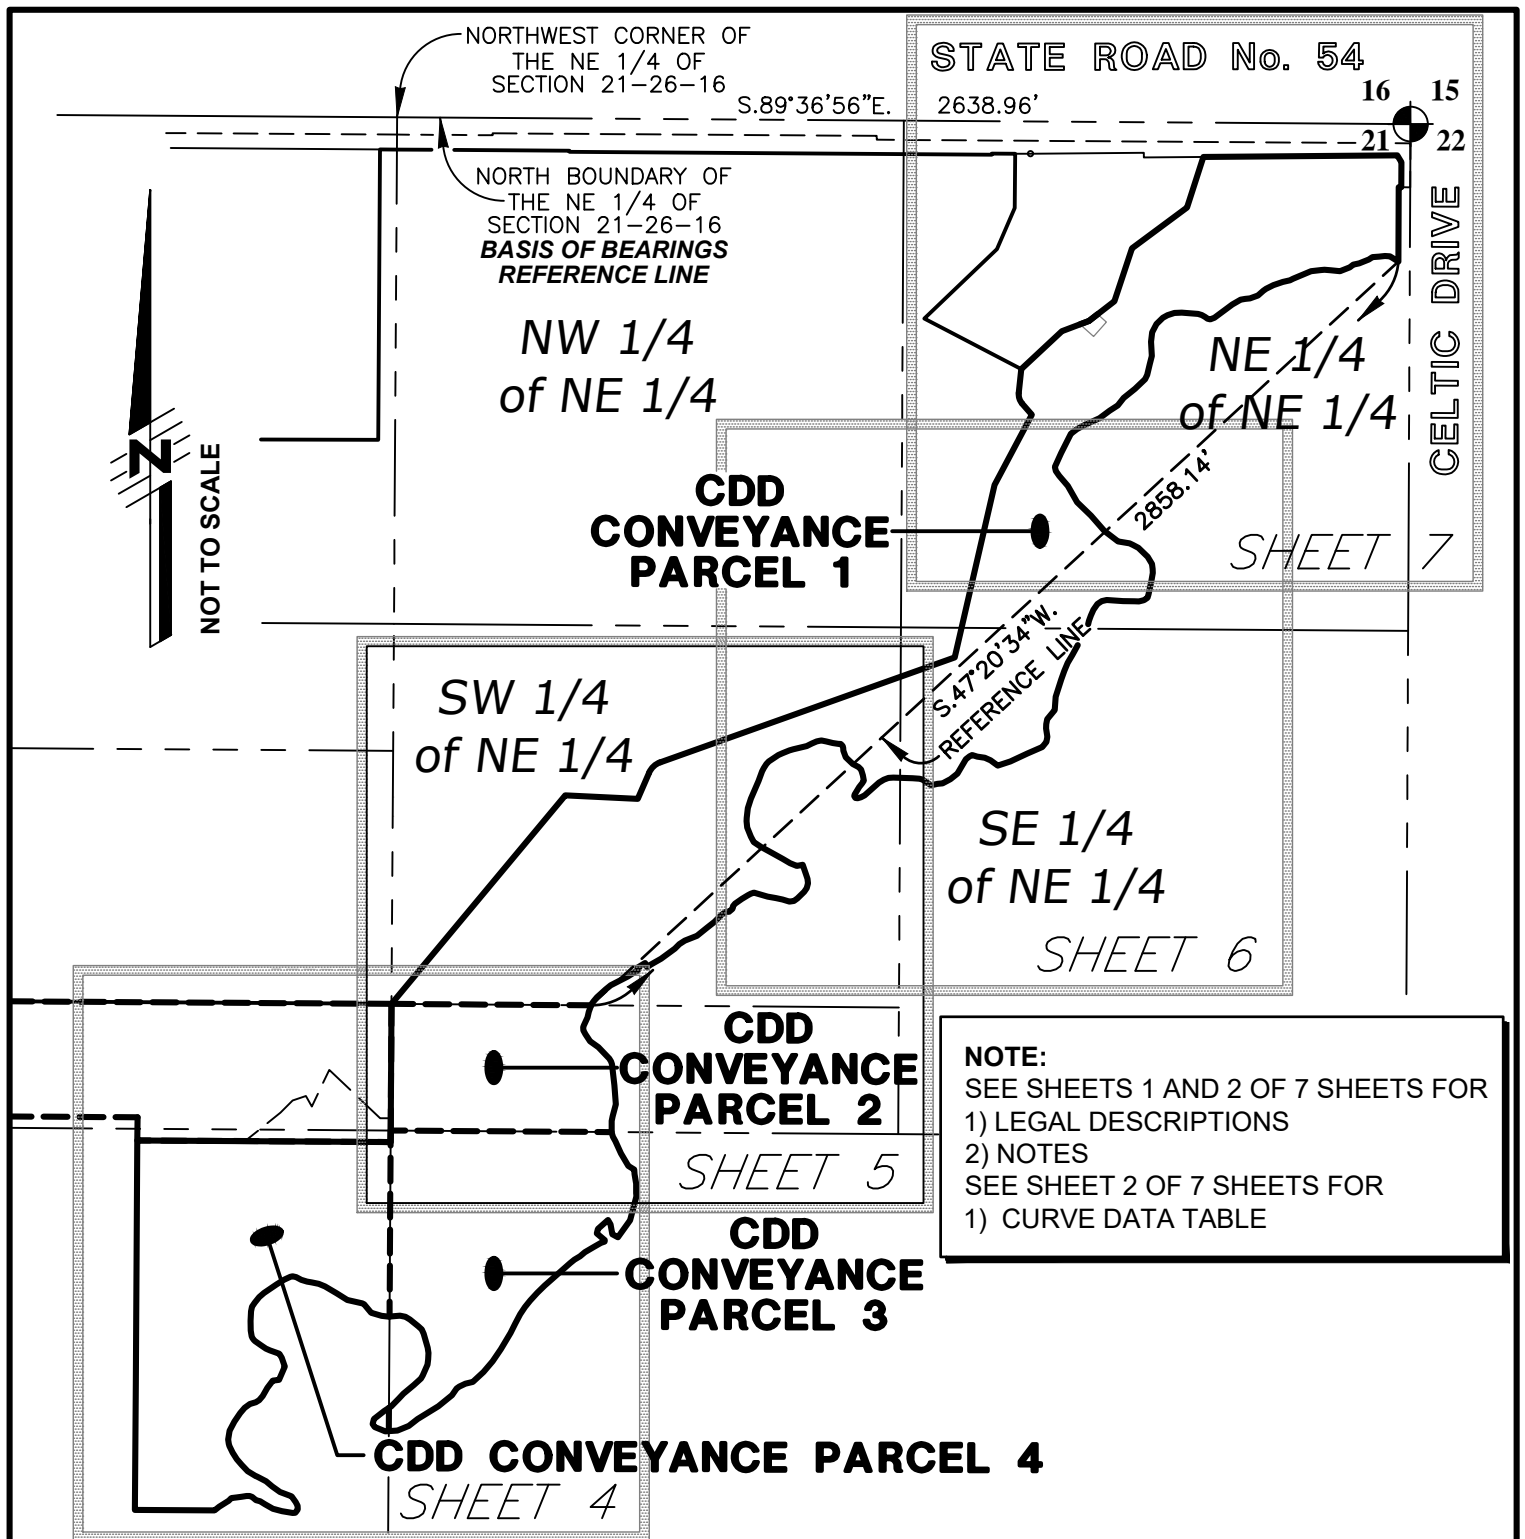 NORTHWEST CORNER OF
THE NE 1/4 OF
SECTION 21-26-16
STATE ROAD No. 54
S.89°36'56"E. 2638.96'
16 15
21 22
NORTH BOUNDARY OF
THE NE 1/4 OF
SECTION 21-26-16
BASIS OF BEARINGS
REFERENCE LINE
CELTIC DRIVE
NW 1/4
of NE 1/4
NE 1/4
of NE 1/4
N
NOT TO SCALE
CDD
CONVEYANCE
PARCEL 1
2858.14'
SHEET 7
S.47°20'34"W.
REFERENCE LINE
SW 1/4
of NE 1/4
SE 1/4
of NE 1/4
SHEET 6
CDD
CONVEYANCE
PARCEL 2
SHEET 5
NOTE:
SEE SHEETS 1 AND 2 OF 7 SHEETS FOR
1) LEGAL DESCRIPTIONS
2) NOTES
SEE SHEET 2 OF 7 SHEETS FOR
1) CURVE DATA TABLE
CDD
CONVEYANCE
PARCEL 3
CDD CONVEYANCE PARCEL 4
SHEET 4